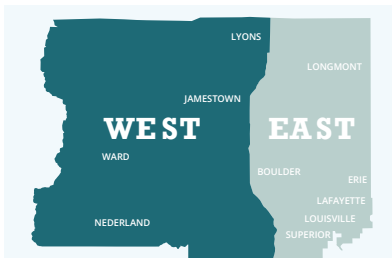 LYONS
LONGMONT
JAMESTOWN
WEST EAST
WARD
BOULDER
ERIE
LAFAYETTE
LOUISVILLE
NEDERLAND
SUPERIOR